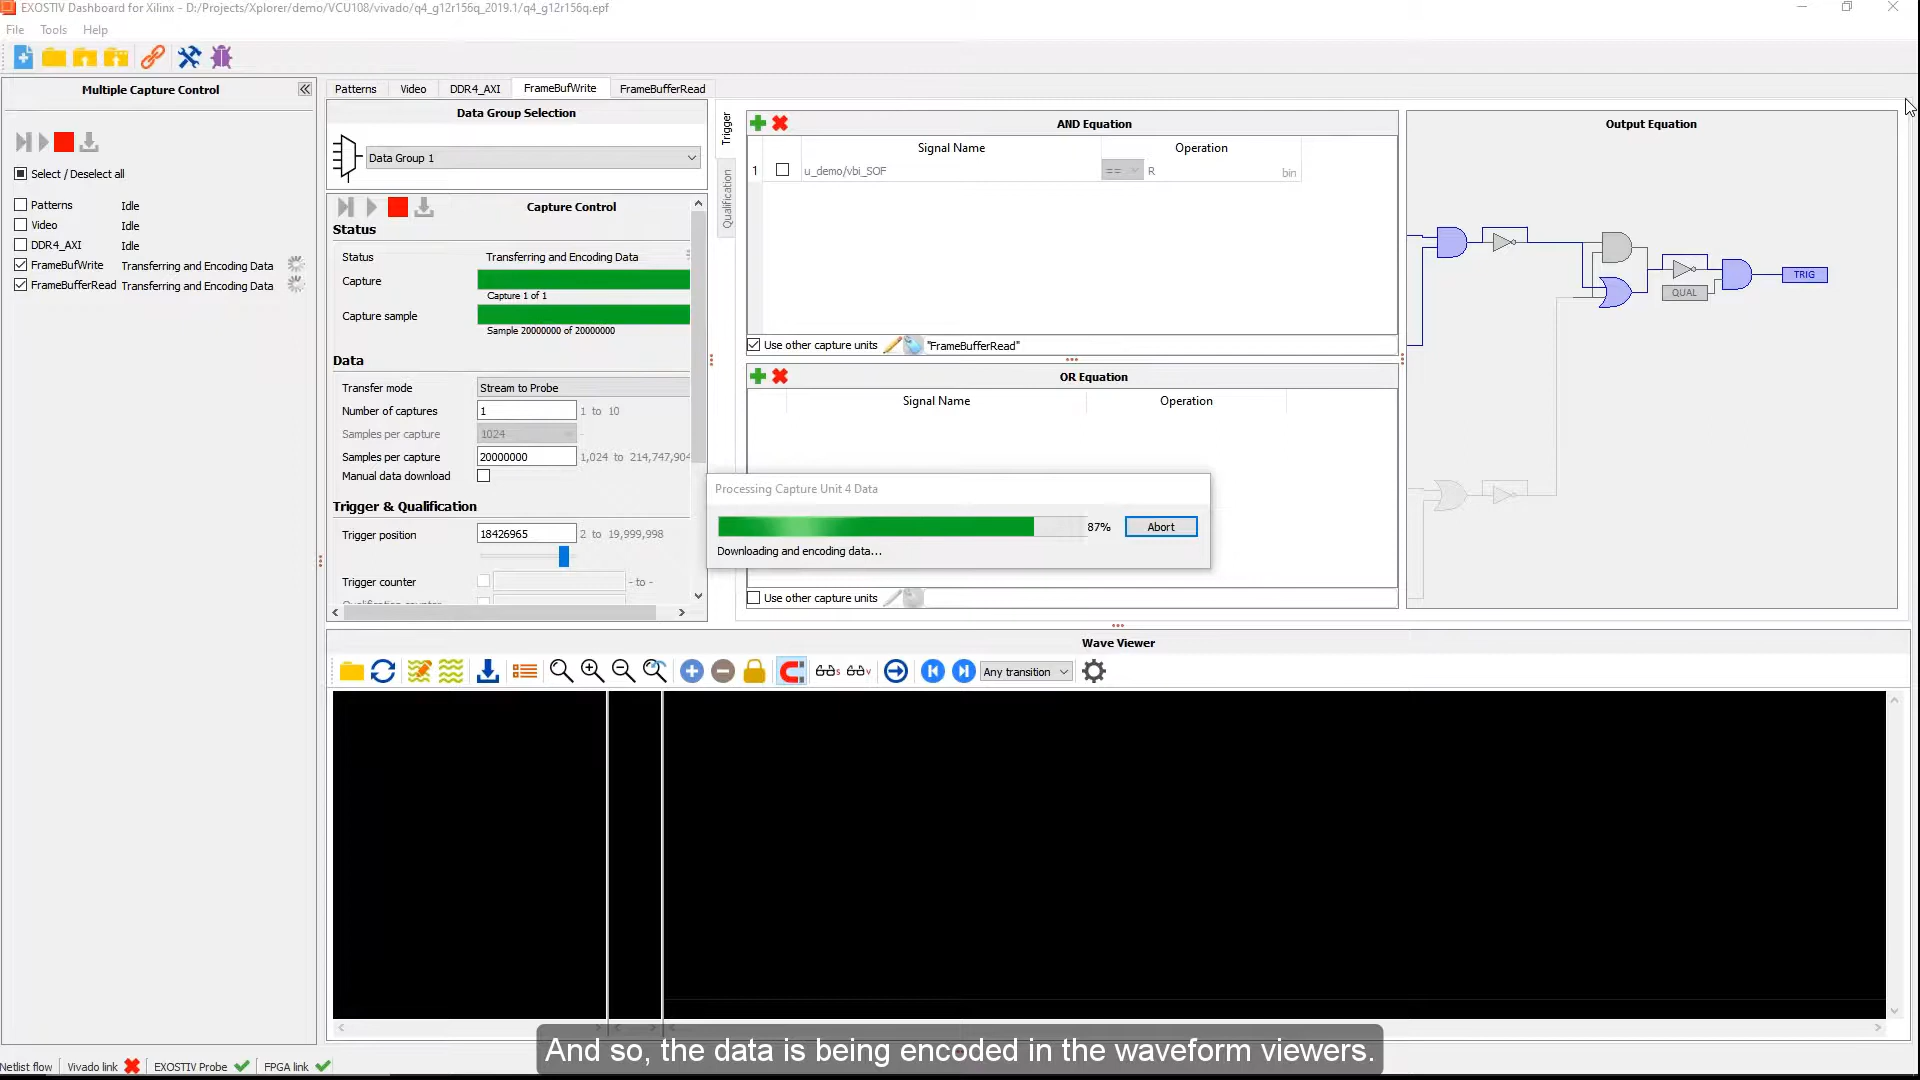 EXOSTIV Dashboard for Xilinx - D:/Projects/Xplorer/demo/VCU108/vivado/q4_g12r156q_2019.1/q4_g12r156q.epf
File Tools Help
Multiple Capture Control
Select / Deselect all
Patterns Idle
Video Idle
DDR4_AXI Idle
FrameBufWrite Transferring and Encoding Data
FrameBufferRead Transferring and Encoding Data
Patterns Video DDR4_AXI FrameBufWrite FrameBufferRead
Data Group Selection
Data Group 1
Capture Control
Status
Status Transferring and Encoding Data
Capture
Capture 1 of 1
Capture sample
Sample 20000000 of 20000000
Data
Transfer mode Stream to Probe
Number of captures 1 1 to 10
Samples per capture 1024 -
Samples per capture 20000000 1,024 to 214,747,904
Manual data download
Trigger & Qualification
Trigger position 18426965 2 to 19,999,998
Trigger counter - to -
Trigger
Qualification
AND Equation
Signal Name Operation
1 u_demo/vbi_SOF == R bin
Use other capture units "FrameBufferRead"
OR Equation
Signal Name Operation
Use other capture units
Output Equation
TRIG
QUAL
Processing Capture Unit 4 Data
87% Abort
Downloading and encoding data...
Wave Viewer
Any transition
And so, the data is being encoded in the waveform viewers.
Netlist flow Vivado link EXOSTIV Probe FPGA link